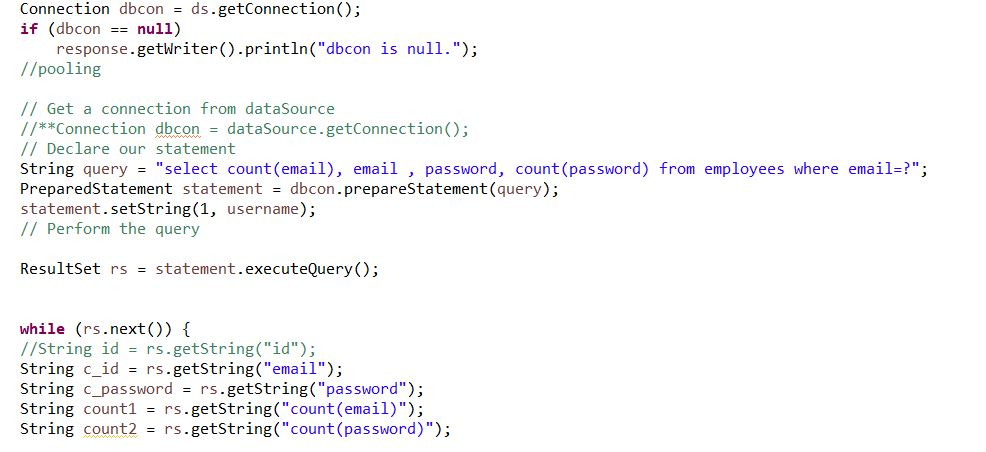 Connection dbcon = ds.getConnection();
if (dbcon == null)
response.getWriter().println("dbcon is null.");
//pooling
// Get a connection from dataSource
//**Connection dbcon = dataSource.getConnection();
// Declare our statement
String query = "select count(email), email , password, count(password) from employees where email=?";
PreparedStatement statement = dbcon.prepareStatement(query);
statement.setString(1, username);
// Perform the query
ResultSet rs = statement.executeQuery();
while (rs.next()) {
//String id = rs.getString("id");
String c_id = rs.getString("email");
String c_password = rs.getString("password");
String count1 = rs.getString("count(email)");
String count2 = rs.getString("count(password)");